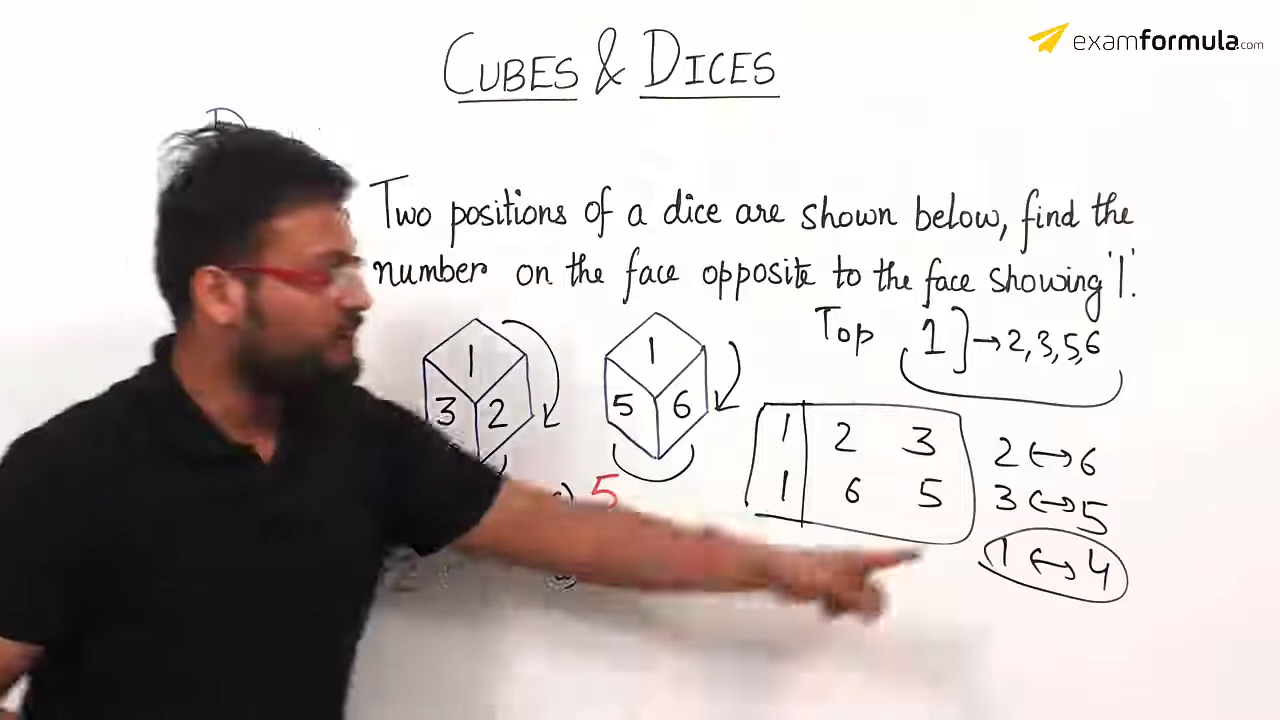 examformula.com
CUBES & DICES
D
Two positions of a dice are shown below, find the
number on the face opposite to the face showing '1'.
Top 1] → 2,3,5,6
1
3 2
1
5 6
1 2 3
1 6 5
2 ↔ 6
3 ↔ 5
1 ↔ 4
5